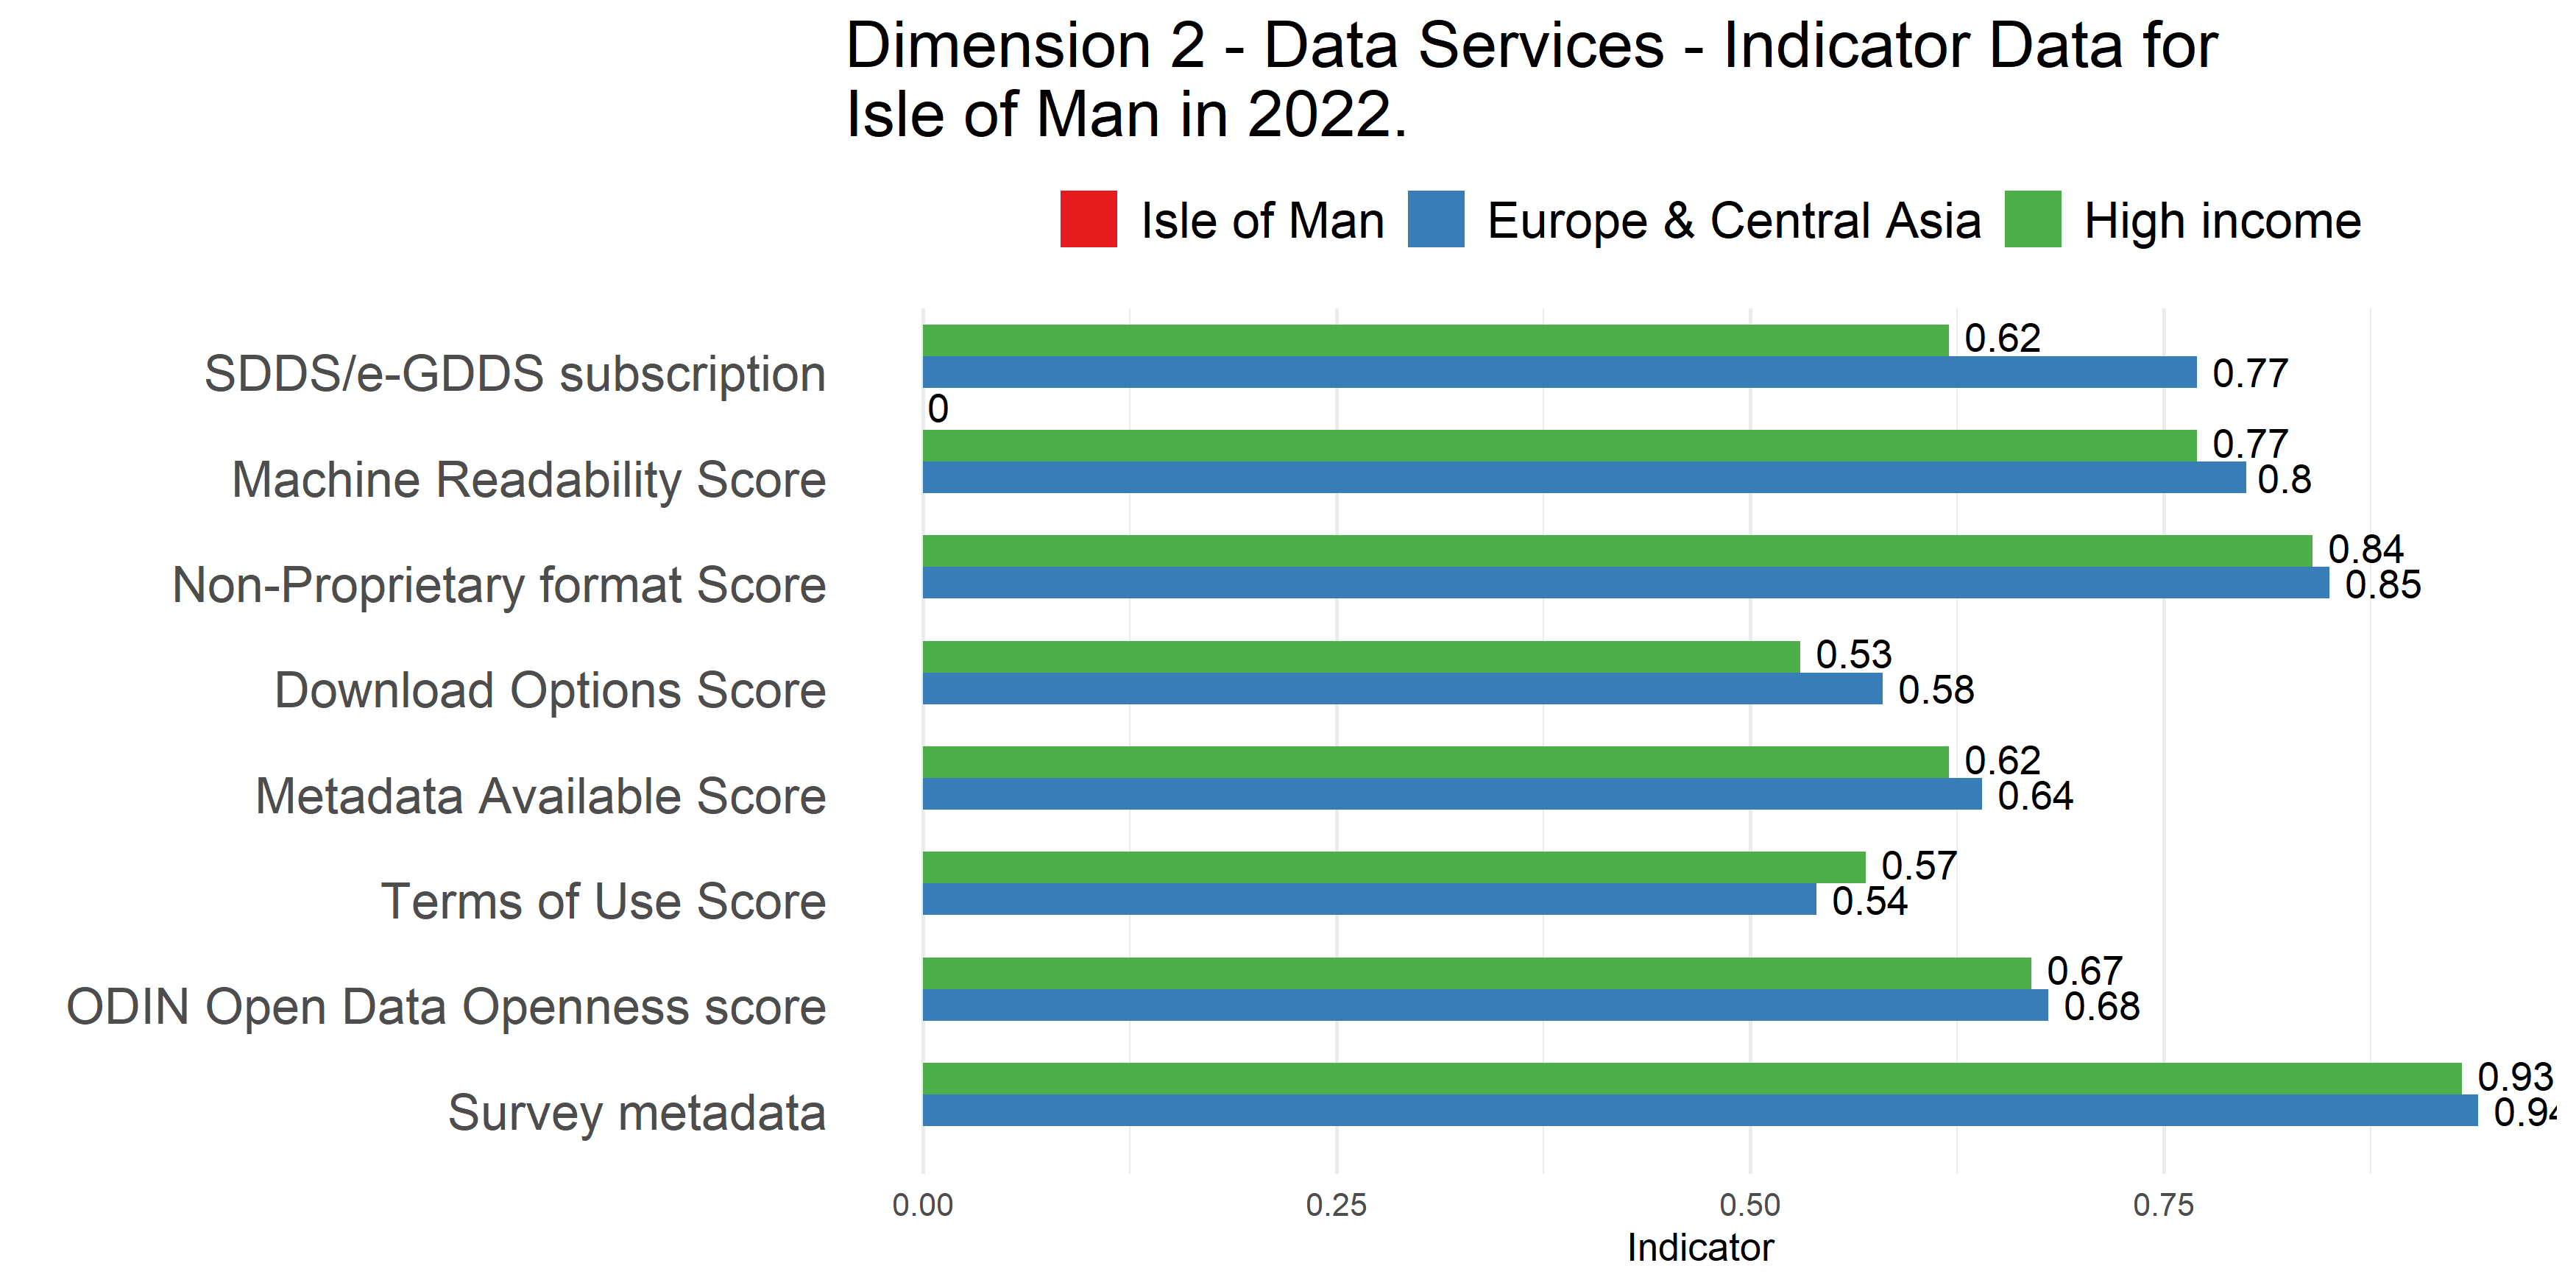 Dimension 2 - Data Services - Indicator Data for
Isle of Man in 2022.
Isle of Man
Europe & Central Asia
High income
SDDS/e-GDDS subscription
0.62
0.77
0
Machine Readability Score
0.77
0.8
Non-Proprietary format Score
0.84
0.85
Download Options Score
0.53
0.58
Metadata Available Score
0.62
0.64
Terms of Use Score
0.57
0.54
ODIN Open Data Openness score
0.67
0.68
Survey metadata
0.93
0.94
0.00
0.25
0.50
0.75
Indicator